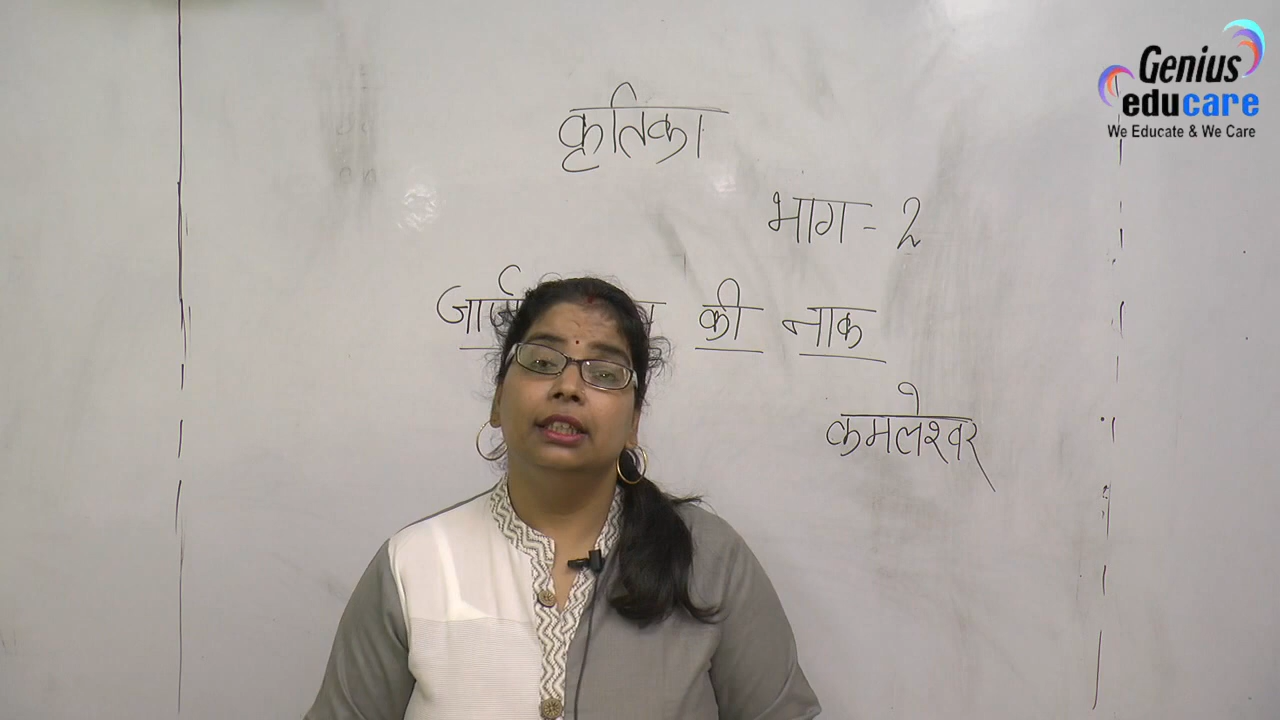 Genius
educare
We Educate & We Care
कृतिका
भाग - 2
की नाक
कमलेश्वर